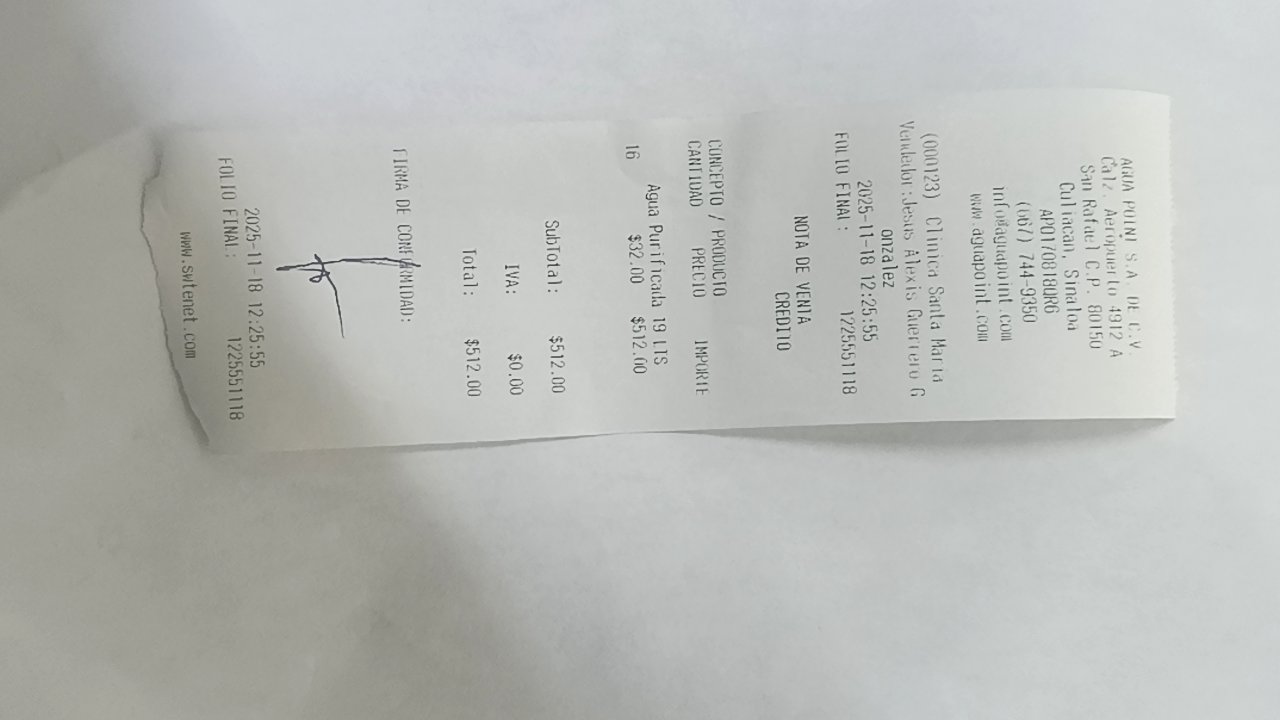 AGUA POINT S.A. DE C.V.
Calz. Aeropuerto 4912 A
San Rafael C.P. 80150
Culiacan, Sinaloa
APO170818QR6
(667) 744-9350
info@aguapoint.com
www.aguapoint.com
(000123) Clinica Santa Maria
Vendedor:Jesus Alexis Guerrero G
onzalez
2025-11-18 12:25:55
FOLIO FINAL: 1225551118
NOTA DE VENTA
CREDITO
CONCEPTO / PRODUCTO
CANTIDAD PRECIO IMPORTE
Agua Purificada 19 LTS
16 $32.00 $512.00
SubTotal: $512.00
IVA: $0.00
Total: $512.00
FIRMA DE CONFORMIDAD:
2025-11-18 12:25:55
FOLIO FINAL: 1225551118
www.swtenet.com